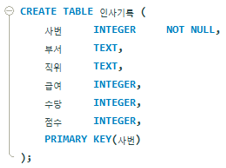 CREATE TABLE 인사기록 (
사번 INTEGER NOT NULL,
부서 TEXT,
직위 TEXT,
급여 INTEGER,
수당 INTEGER,
점수 INTEGER,
PRIMARY KEY(사번)
);